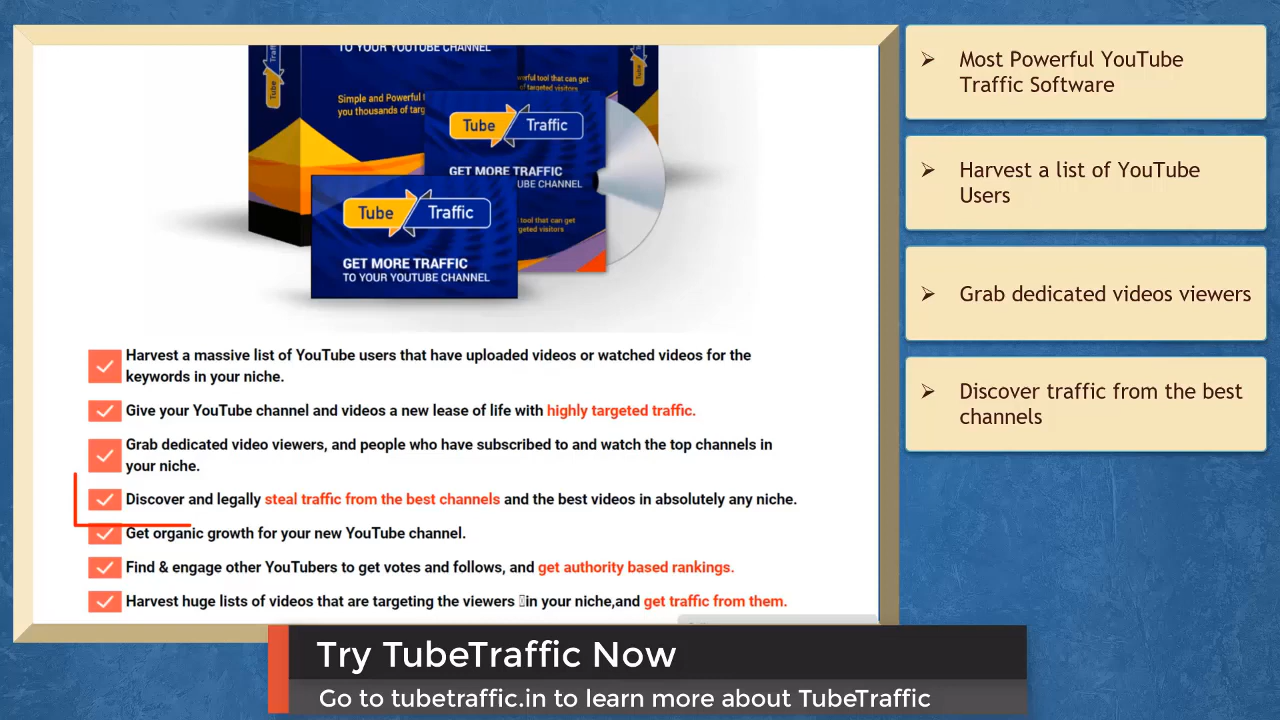 TO YOUR YOUTUBE CHANNEL
Traffic
Tube
Simple and Powerful
you thousands of
werful tool that can get
of targeted visitors
Tube
Tube Traffic
GET MORE TRAFFIC
UBE CHANNEL
tool that can get
rgeted visitors
Tube Traffic
GET MORE TRAFFIC
TO YOUR YOUTUBE CHANNEL
Harvest a massive list of YouTube users that have uploaded videos or watched videos for the
keywords in your niche.
Give your YouTube channel and videos a new lease of life with highly targeted traffic.
Grab dedicated video viewers, and people who have subscribed to and watch the top channels in
your niche.
Discover and legally steal traffic from the best channels and the best videos in absolutely any niche.
Get organic growth for your new YouTube channel.
Find & engage other YouTubers to get votes and follows, and get authority based rankings.
Harvest huge lists of videos that are targeting the viewers in your niche,and get traffic from them.
Most Powerful YouTube
Traffic Software
Harvest a list of YouTube
Users
Grab dedicated videos viewers
Discover traffic from the best
channels
Try TubeTraffic Now
Go to tubetraffic.in to learn more about TubeTraffic